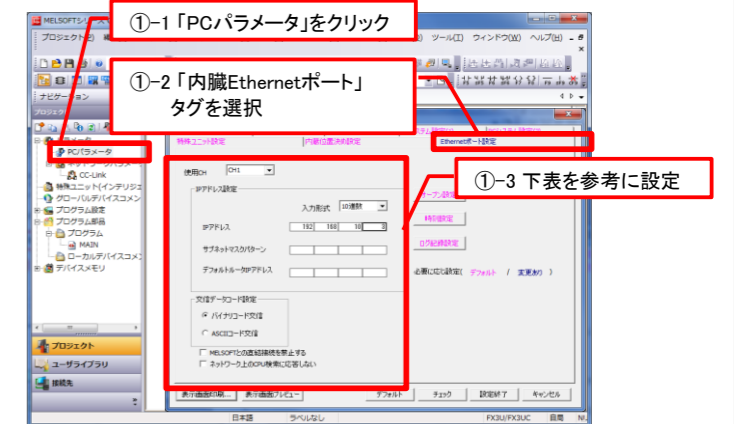 MELSOFTシ
①-1 「PCパラメータ」をクリック
プロジェクト(P)
ツール(T) ウィンドウ(W) ヘルプ(H)
①-2 「内臓Ethernetポート」
タグを選択
ナビゲーション
特殊ユニット設定
内蔵位置決め設定
Ethernetポート設定
PCパラメータ
CC-Link
特殊ユニット(インテリジェ
グローバルデバイスコメン
プログラム設定
プログラム部品
プログラム
MAIN
ローカルデバイスコメン
デバイスメモリ
使用CH CH1
①-3 下表を参考に設定
IPアドレス設定
オープン設定
入力形式 10進数
時刻設定
IPアドレス 192 168 10 3
ログ記録設定
サブネットマスクパターン
デフォルトルータIPアドレス
必要に応じ設定( デフォルト / 変更あり )
交信データコード設定
バイナリコード交信
ASCIIコード交信
MELSOFTとの直結接続を禁止する
ネットワーク上のCPU検索に応答しない
プロジェクト
ユーザライブラリ
接続先
表示画面印刷... 表示画面プレビュー デフォルト チェック 設定終了 キャンセル
日本語 ラベルなし FX3U/FX3UC 自局